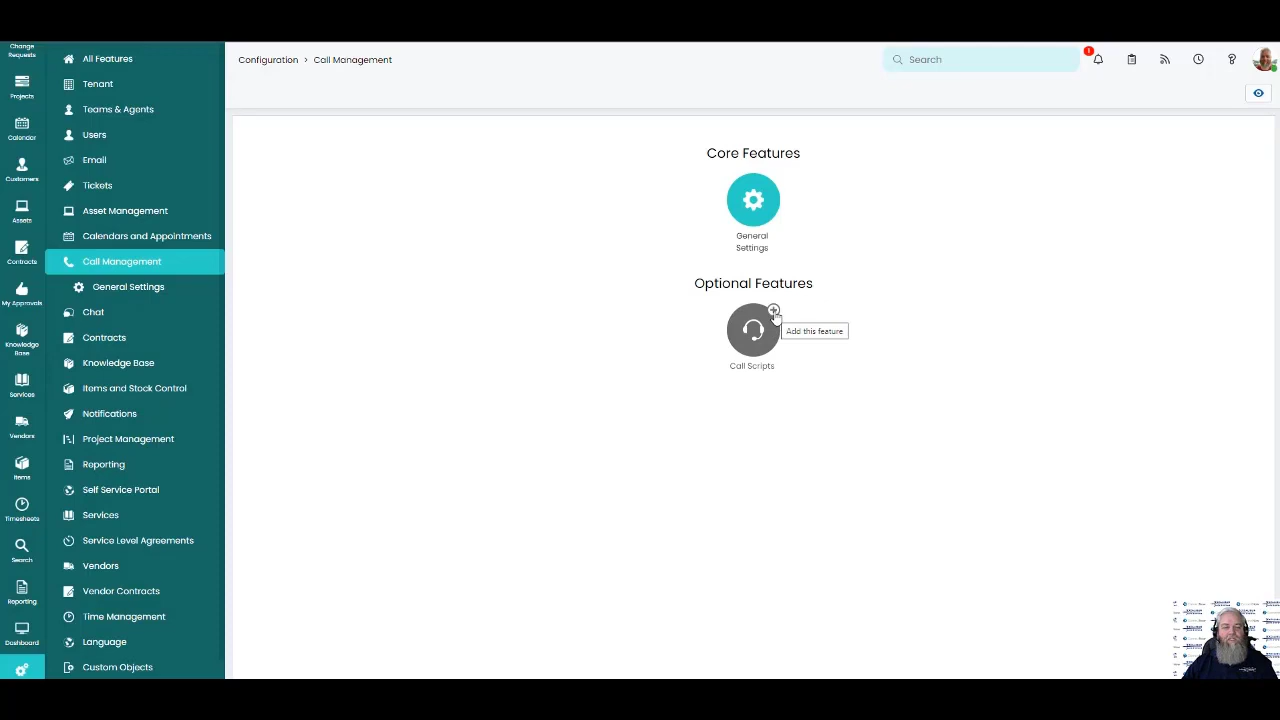 Change
Requests
Projects
Calendar
Customers
Assets
Contracts
My Approvals
Knowledge
Base
Services
Vendors
Items
Timesheets
Search
Reporting
Dashboard
All Features
Tenant
Teams & Agents
Users
Email
Tickets
Asset Management
Calendars and Appointments
Call Management
General Settings
Chat
Contracts
Knowledge Base
Items and Stock Control
Notifications
Project Management
Reporting
Self Service Portal
Services
Service Level Agreements
Vendors
Vendor Contracts
Time Management
Language
Custom Objects
Configuration > Call Management
Search
!
?
Core Features
General
Settings
Optional Features
Add this feature
Call Scripts